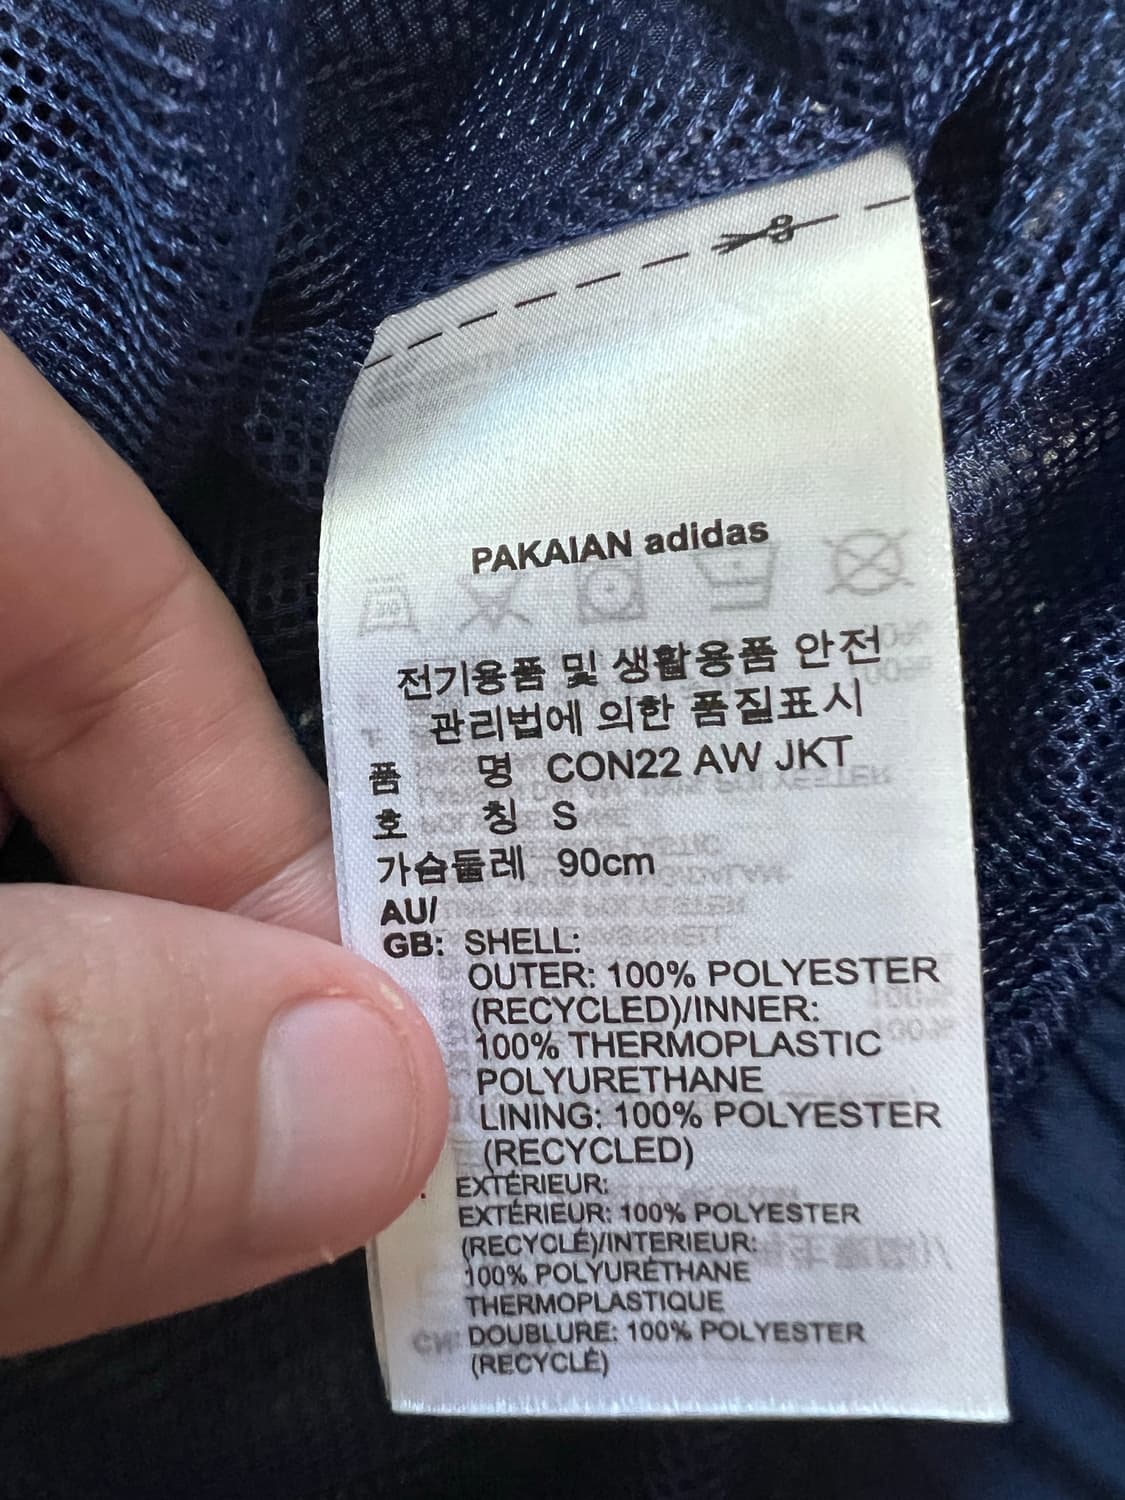 PAKAIAN adidas
전기용품 및 생활용품 안전
관리법에 의한 품질표시
품 명 CON22 AW JKT
호 칭 S
가슴둘레 90cm
AU/
GB: SHELL:
OUTER: 100% POLYESTER
(RECYCLED)/INNER:
100% THERMOPLASTIC
POLYURETHANE
LINING: 100% POLYESTER
(RECYCLED)
EXTÉRIEUR:
EXTÉRIEUR: 100% POLYESTER
(RECYCLÉ)/INTERIEUR:
100% POLYURÉTHANE
THERMOPLASTIQUE
DOUBLURE: 100% POLYESTER
(RECYCLÉ)